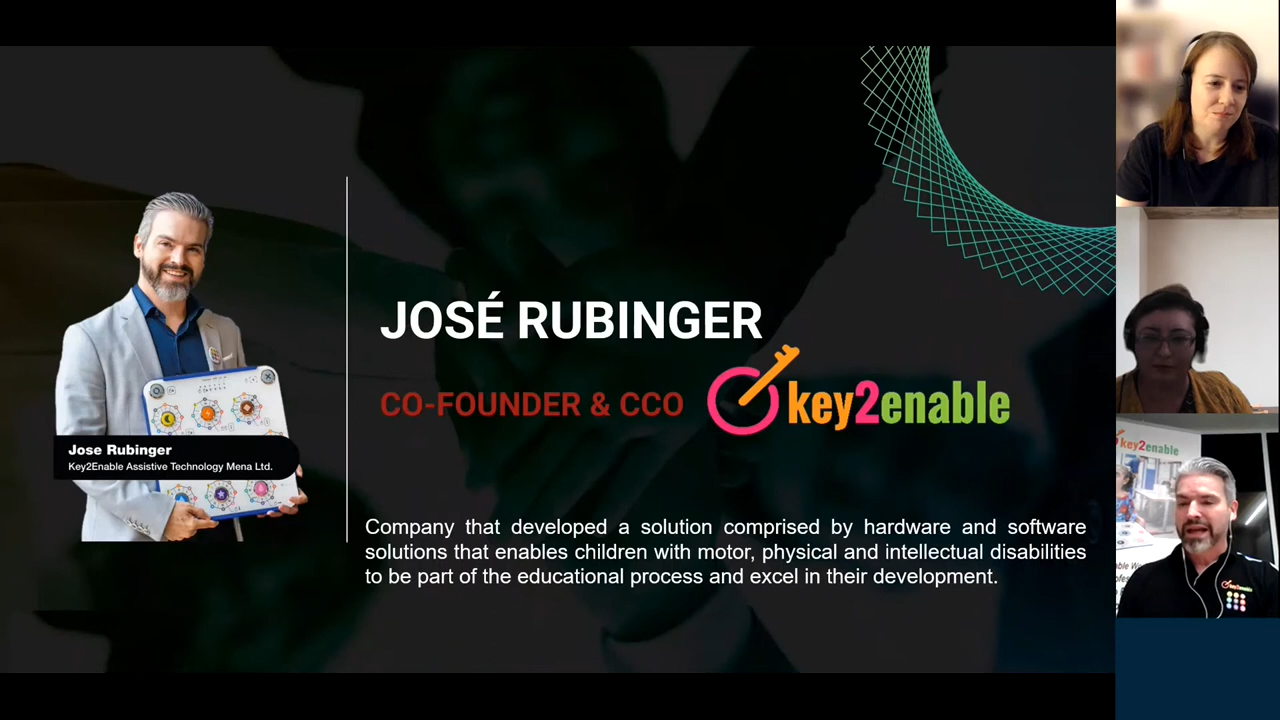 JOSÉ RUBINGER
CO-FOUNDER & CCO
key2enable
Jose Rubinger
Key2Enable Assistive Technology Mena Ltd.
Company that developed a solution comprised by hardware and software
solutions that enables children with motor, physical and intellectual disabilities
to be part of the educational process and excel in their development.
key2enable